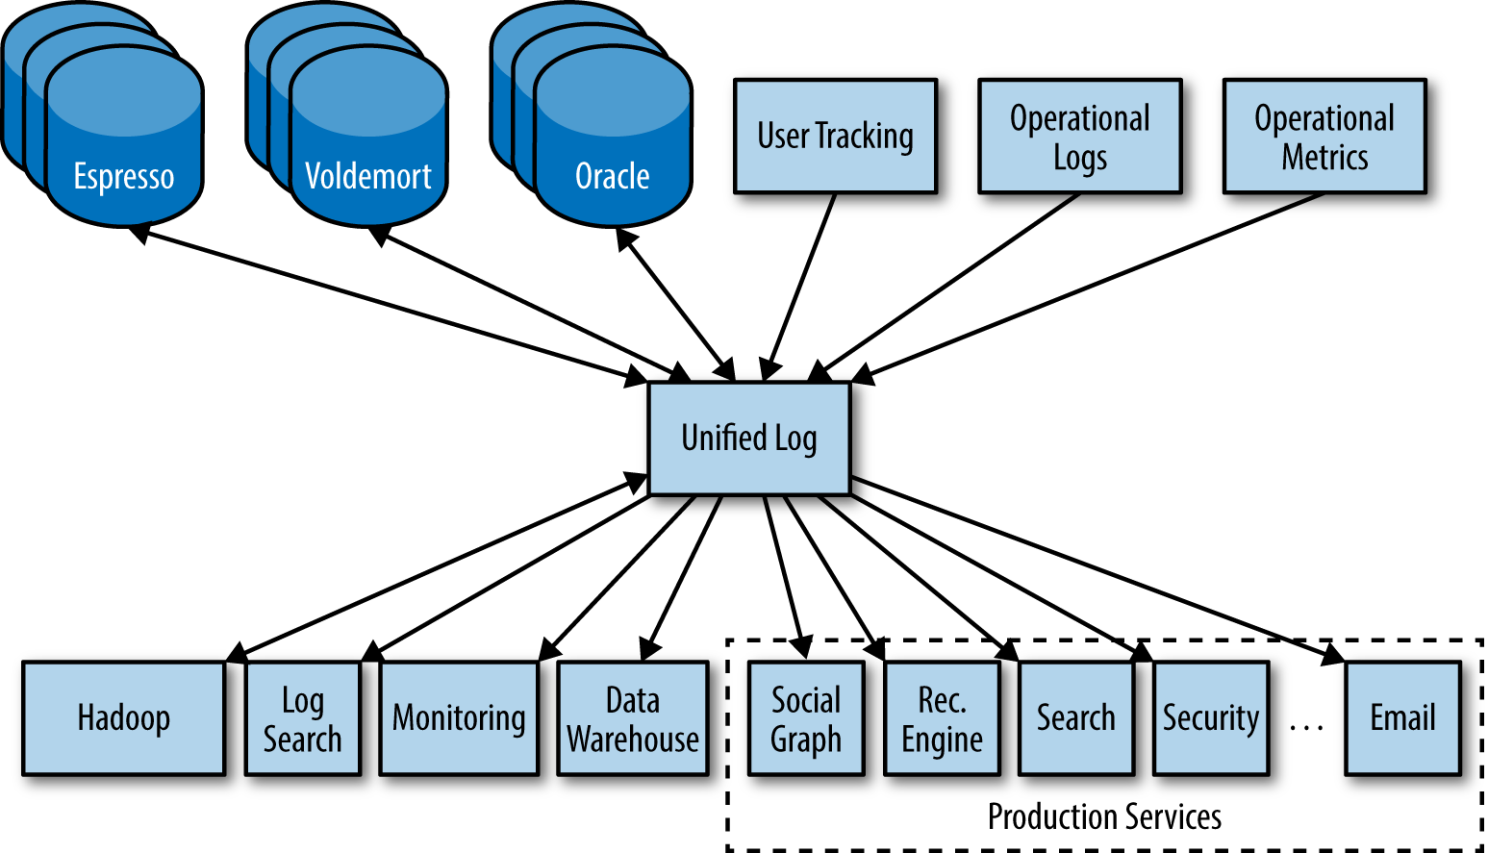 Espresso
Voldemort
Oracle
User Tracking
Operational
Logs
Operational
Metrics
Unified Log
Hadoop
Log
Search
Monitoring
Data
Warehouse
Social
Graph
Rec.
Engine
Search
Security
...
Email
Production Services